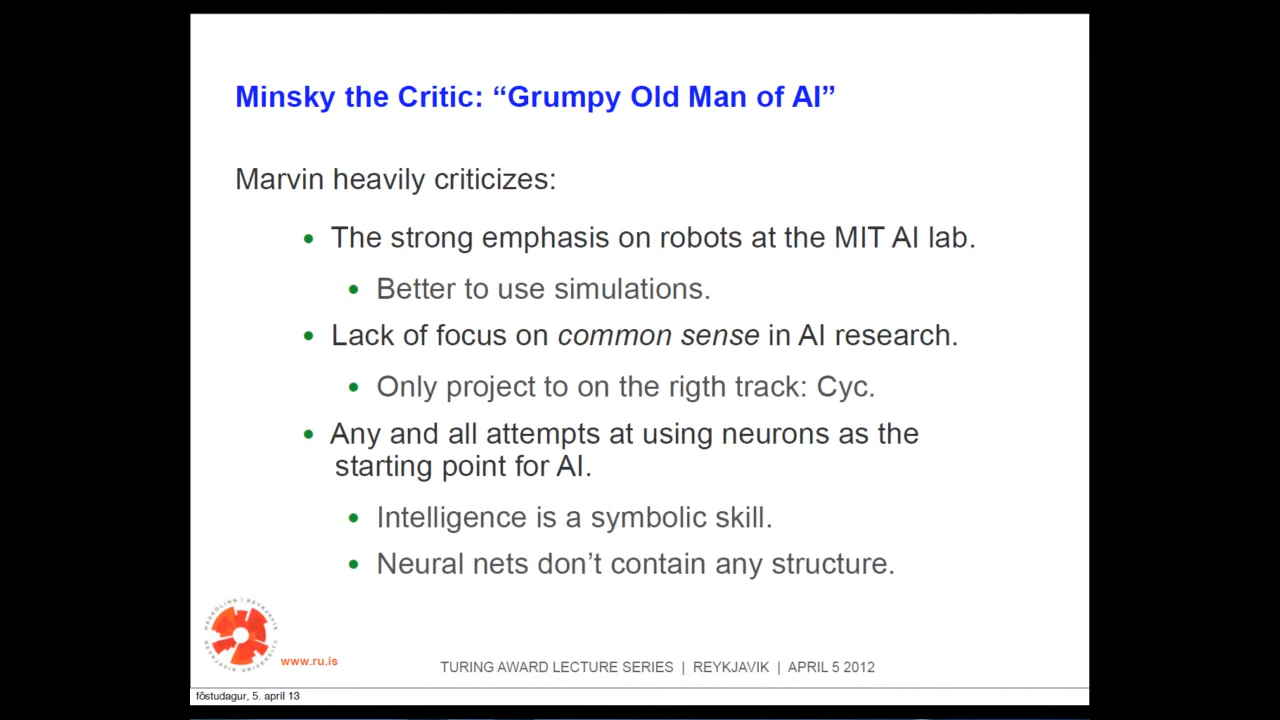 Minsky the Critic: “Grumpy Old Man of AI”
Marvin heavily criticizes:
• The strong emphasis on robots at the MIT AI lab.
• Better to use simulations.
• Lack of focus on common sense in AI research.
• Only project to on the rigth track: Cyc.
• Any and all attempts at using neurons as the
starting point for AI.
• Intelligence is a symbolic skill.
• Neural nets don’t contain any structure.
HÁSKÓLINN Í REYKJAVÍK
REYKJAVIK UNIVERSITY
www.ru.is
TURING AWARD LECTURE SERIES | REYKJAVIK | APRIL 5 2012
föstudagur, 5. apríl 13